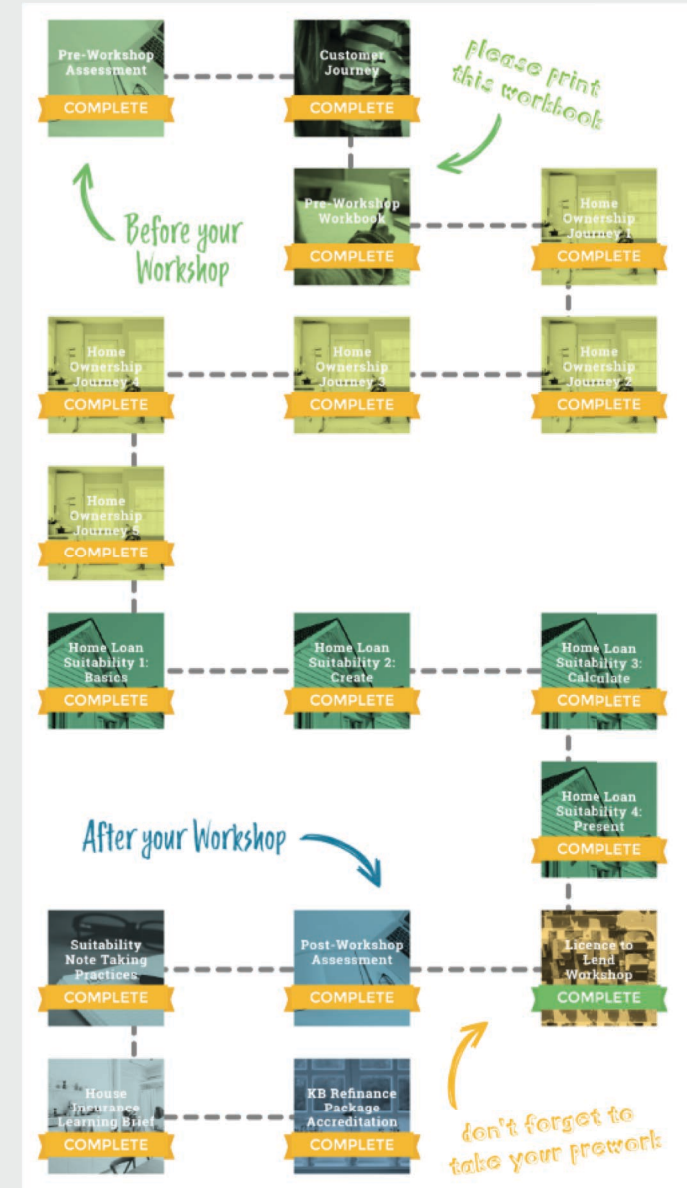 Pre-Workshop
Assessment
COMPLETE
Customer
Journey
COMPLETE
please print
this workbook
Before your
Workshop
Pre-Workshop
Workbook
COMPLETE
Home
Ownership
Journey 1
COMPLETE
Home
Ownership
Journey 2
COMPLETE
Home
Ownership
Journey 3
COMPLETE
Home
Ownership
Journey 4
COMPLETE
Home
Ownership
Journey 5
COMPLETE
Home Loan
Suitability 1:
Basics
COMPLETE
Home Loan
Suitability 2:
Create
COMPLETE
Home Loan
Suitability 3:
Calculate
COMPLETE
Home Loan
Suitability 4:
Present
COMPLETE
Licence to
Lend
Workshop
COMPLETE
don't forget to
take your prework
After your Workshop
Post-Workshop
Assessment
COMPLETE
Suitability
Note Taking
Practices
COMPLETE
House
Insurance
Learning Brief
COMPLETE
KB Refinance
Package
Accreditation
COMPLETE